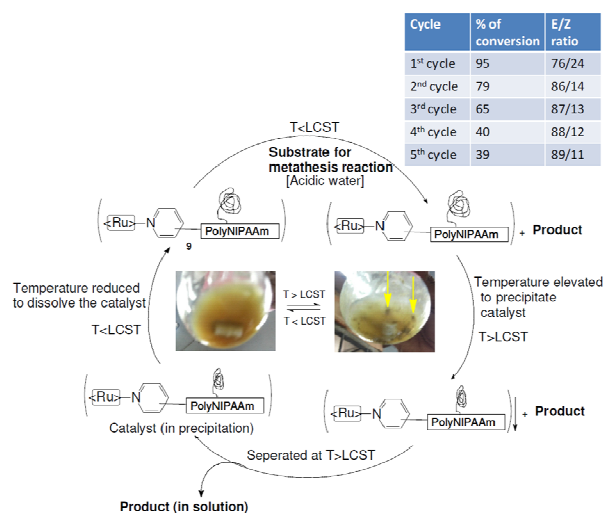 Cycle % of conversion E/Z ratio
1st cycle 95 76/24
2nd cycle 79 86/14
3rd cycle 65 87/13
4th cycle 40 88/12
5th cycle 39 89/11
T<LCST
Substrate for
metathesis reaction
[Acidic water]
<Ru> N PolyNIPAAm
9
<Ru> N PolyNIPAAm + Product
Temperature reduced
to dissolve the catalyst
T<LCST
T > LCST
T < LCST
Temperature elevated
to precipitate
catalyst
T>LCST
<Ru> N PolyNIPAAm
Catalyst (in precipitation)
<Ru> N PolyNIPAAm + Product
Seperated at T>LCST
Product (in solution)